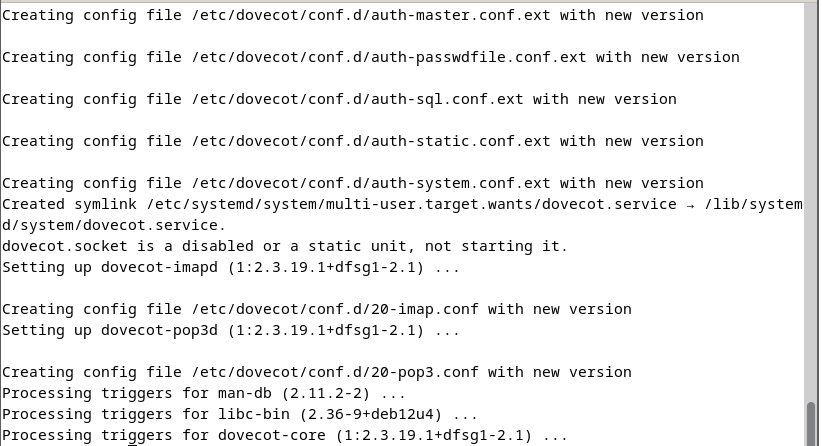 Creating config file /etc/dovecot/conf.d/auth-master.conf.ext with new version
Creating config file /etc/dovecot/conf.d/auth-passwdfile.conf.ext with new version
Creating config file /etc/dovecot/conf.d/auth-sql.conf.ext with new version
Creating config file /etc/dovecot/conf.d/auth-static.conf.ext with new version
Creating config file /etc/dovecot/conf.d/auth-system.conf.ext with new version
Created symlink /etc/systemd/system/multi-user.target.wants/dovecot.service → /lib/system
d/system/dovecot.service.
dovecot.socket is a disabled or a static unit, not starting it.
Setting up dovecot-imapd (1:2.3.19.1+dfsg1-2.1) ...
Creating config file /etc/dovecot/conf.d/20-imap.conf with new version
Setting up dovecot-pop3d (1:2.3.19.1+dfsg1-2.1) ...
Creating config file /etc/dovecot/conf.d/20-pop3.conf with new version
Processing triggers for man-db (2.11.2-2) ...
Processing triggers for libc-bin (2.36-9+deb12u4) ...
Processing triggers for dovecot-core (1:2.3.19.1+dfsg1-2.1) ...